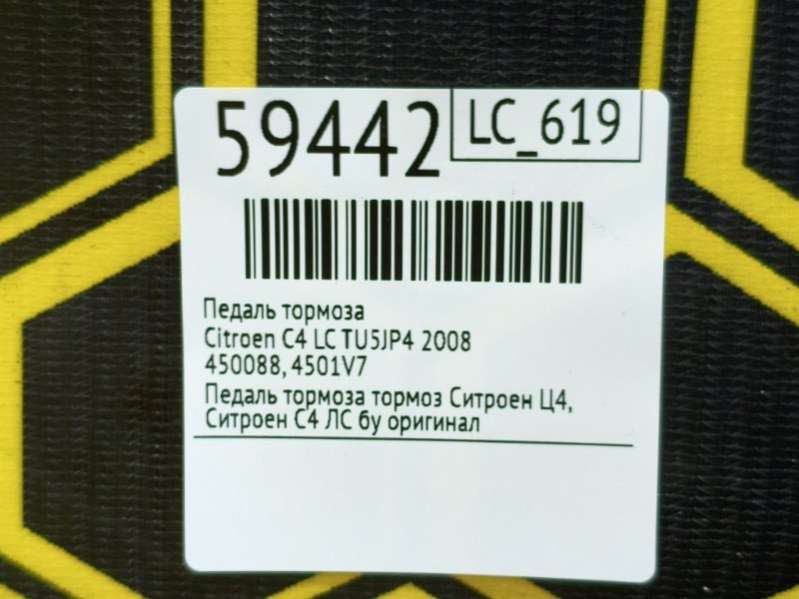 59442
LC_619
Педаль тормоза
Citroen C4 LC TU5JP4 2008
450088, 4501V7
Педаль тормоза тормоз Ситроен Ц4,
Ситроен С4 ЛС бу оригинал